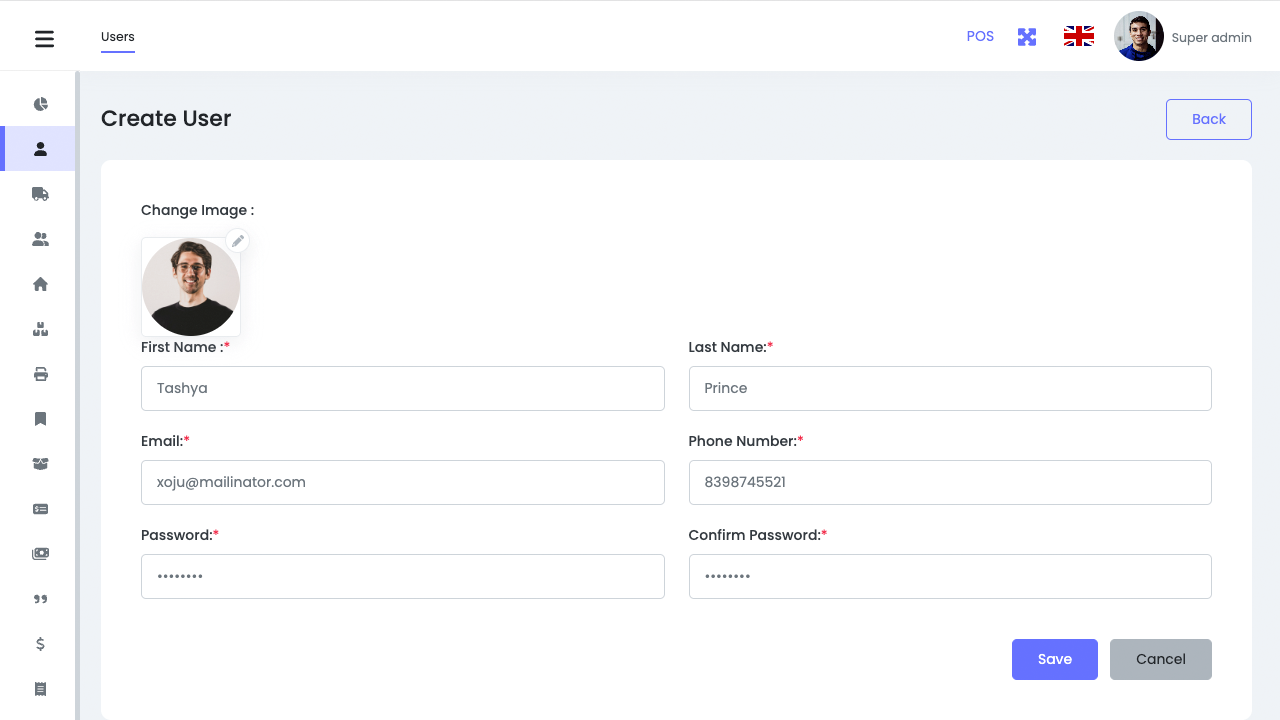 Users
POS
Super admin
Create User
Back
Change Image :
First Name :*
Last Name:*
Tashya
Prince
Email:*
Phone Number:*
xoju@mailinator.com
8398745521
Password:*
Confirm Password:*
••••••••
••••••••
Save
Cancel